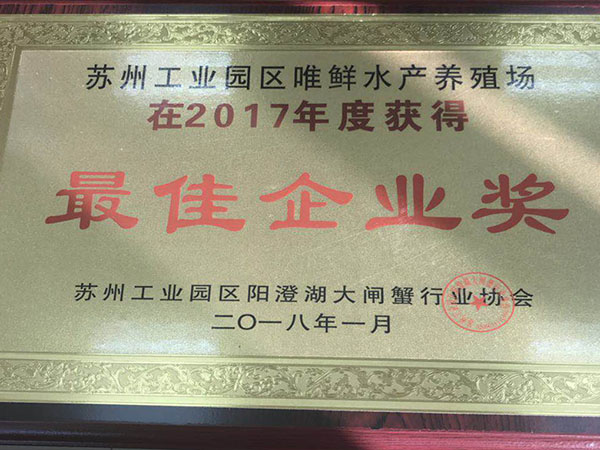 苏州工业园区唯鲜水产养殖场
在2017年度获得
最佳企业奖
苏州工业园区阳澄湖大闸蟹行业协会
二〇一八年一月